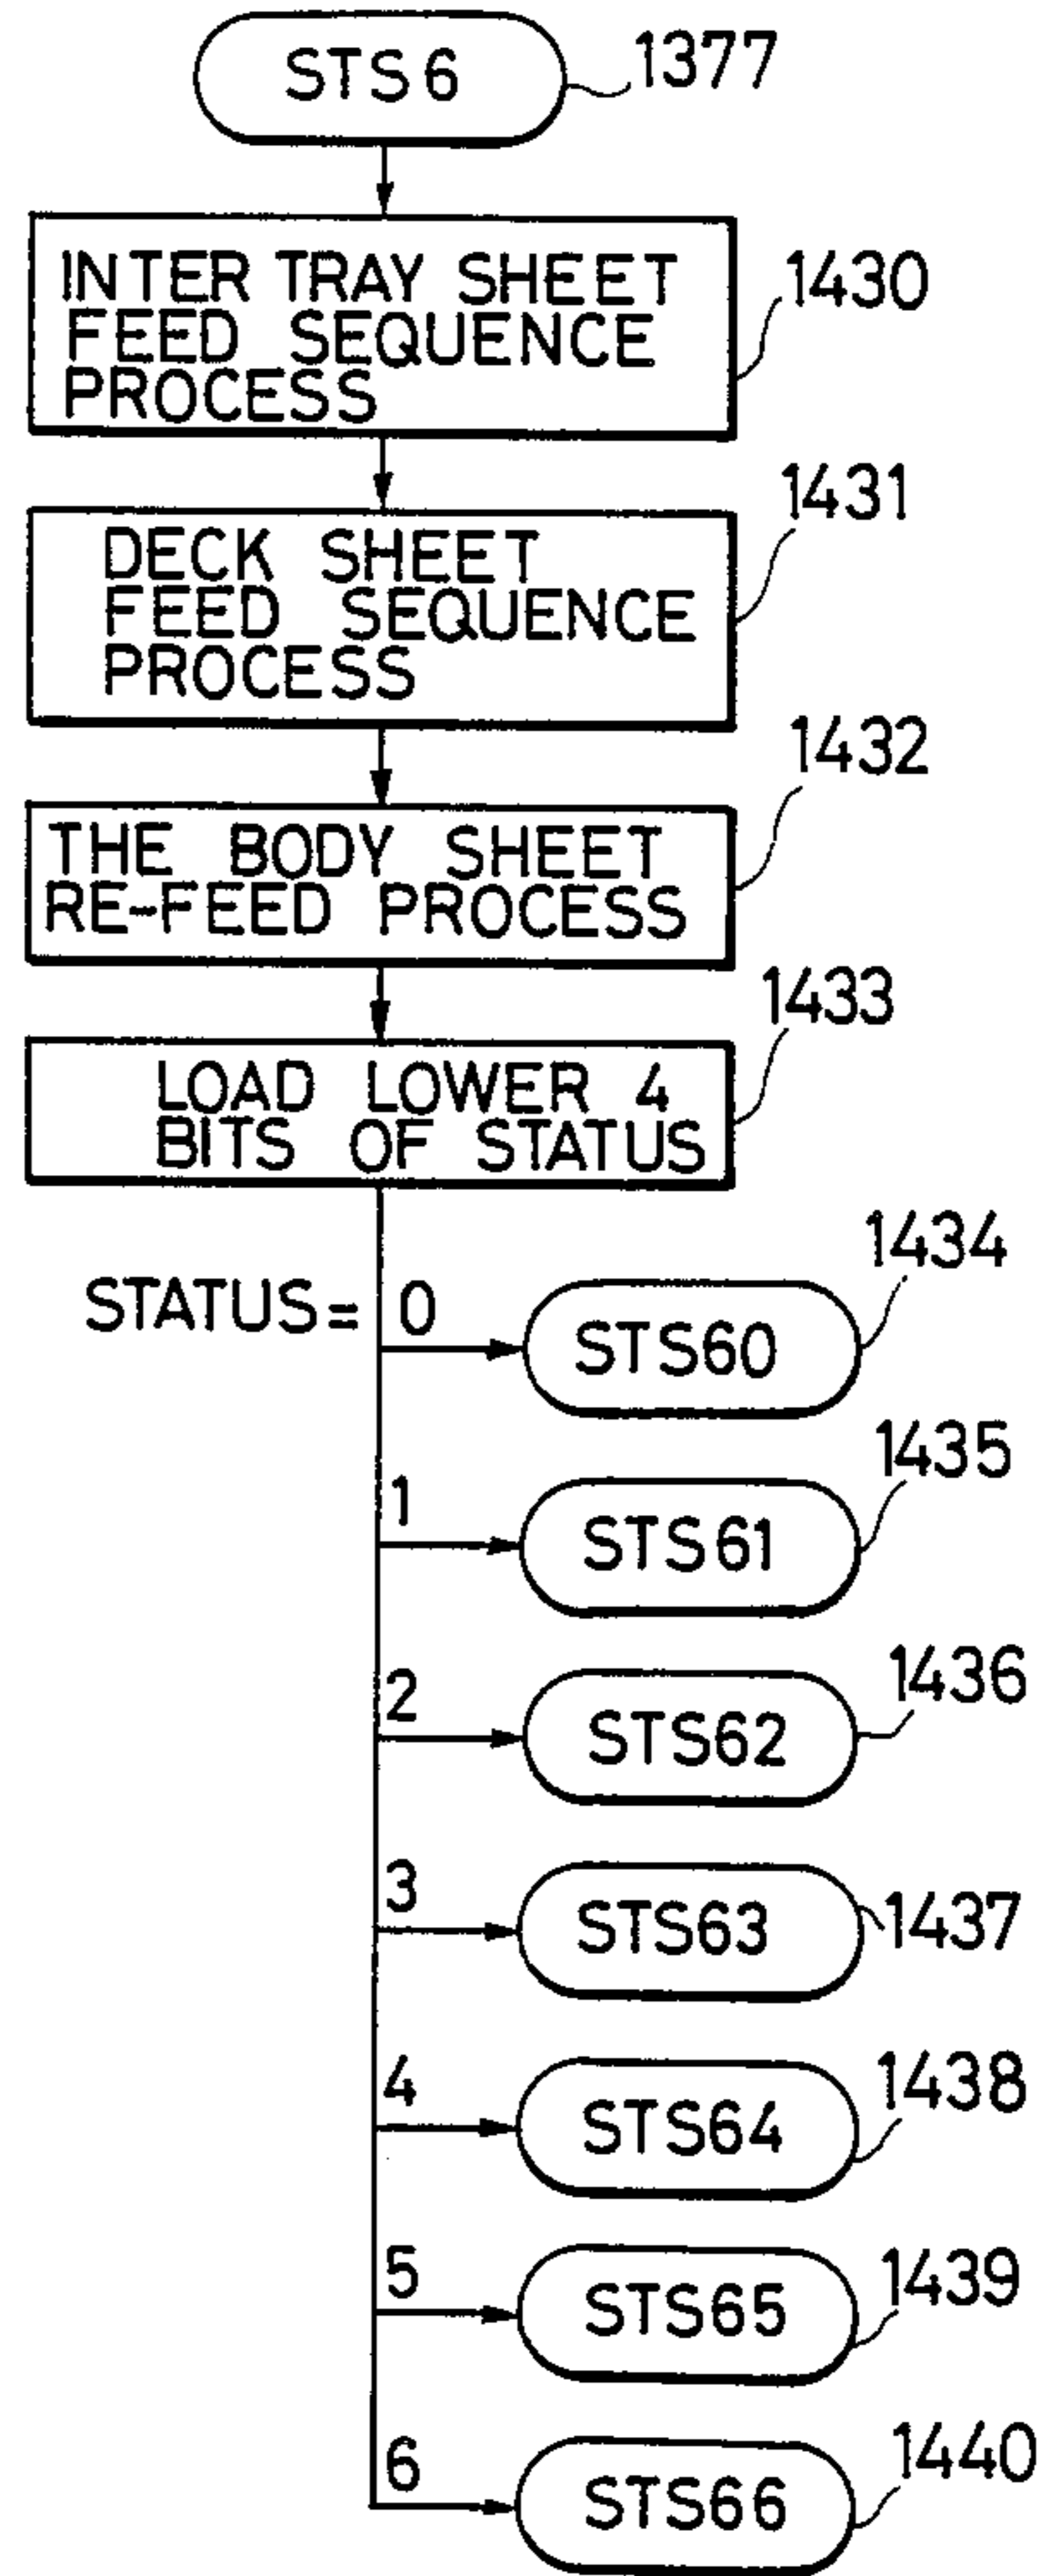 STS6
1377
INTER TRAY SHEET
FEED SEQUENCE
PROCESS
1430
DECK SHEET
FEED SEQUENCE
PROCESS
1431
THE BODY SHEET
RE-FEED PROCESS
1432
LOAD LOWER 4
BITS OF STATUS
1433
STATUS= 0
STS60
1434
1
STS61
1435
2
STS62
1436
3
STS63
1437
4
STS64
1438
5
STS65
1439
6
STS66
1440